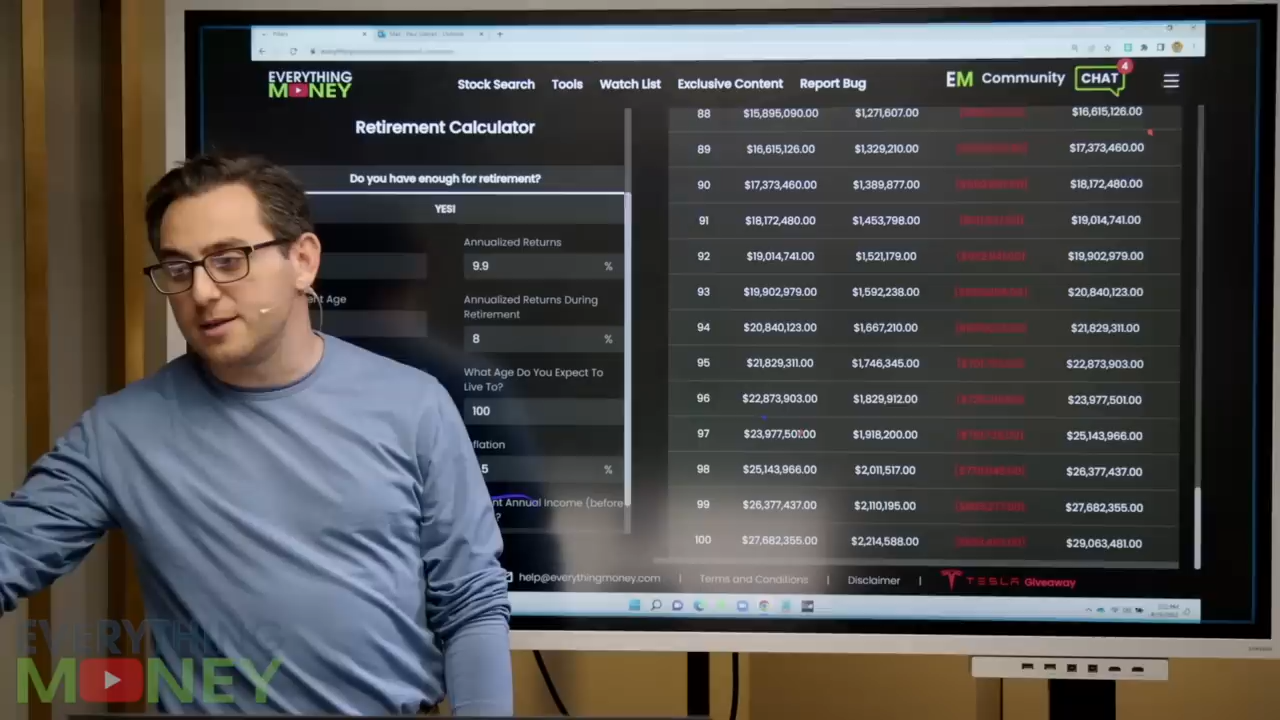 EVERYTHING
MONEY
Stock Search Tools Watch List Exclusive Content Report Bug
EM Community CHAT 4
Retirement Calculator
Do you have enough for retirement?
YES!
Annualized Returns
9.9 %
Age
Annualized Returns During
Retirement
8 %
What Age Do You Expect To
Live To?
100
flation
5 %
nt Annual Income (before
?
88 $15,895,090.00 $1,271,607.00 $16,615,126.00
89 $16,615,126.00 $1,329,210.00 $17,373,460.00
90 $17,373,460.00 $1,389,877.00 $18,172,480.00
91 $18,172,480.00 $1,453,798.00 $19,014,741.00
92 $19,014,741.00 $1,521,179.00 $19,902,979.00
93 $19,902,979.00 $1,592,238.00 $20,840,123.00
94 $20,840,123.00 $1,667,210.00 $21,829,311.00
95 $21,829,311.00 $1,746,345.00 $22,873,903.00
96 $22,873,903.00 $1,829,912.00 $23,977,501.00
97 $23,977,501.00 $1,918,200.00 $25,143,966.00
98 $25,143,966.00 $2,011,517.00 $26,377,437.00
99 $26,377,437.00 $2,110,195.00 $27,682,355.00
100 $27,682,355.00 $2,214,588.00 $29,063,481.00
help@everythingmoney.com | Terms and Conditions | Disclaimer | TESLA Giveaway
SAMSUNG
EVERYTHING
MONEY